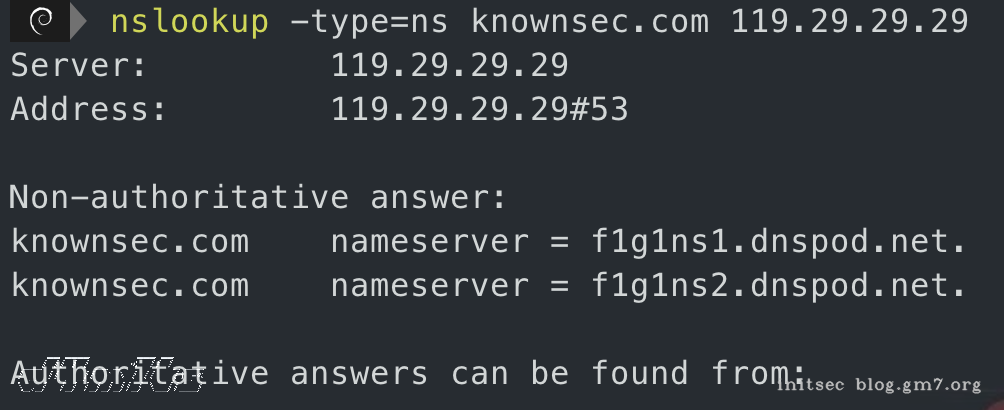 nslookup -type=ns knownsec.com 119.29.29.29
Server: 119.29.29.29
Address: 119.29.29.29#53
Non-authoritative answer:
knownsec.com nameserver = f1g1ns1.dnspod.net.
knownsec.com nameserver = f1g1ns2.dnspod.net.
Authoritative answers can be found from:
initsec blog.gm7.org